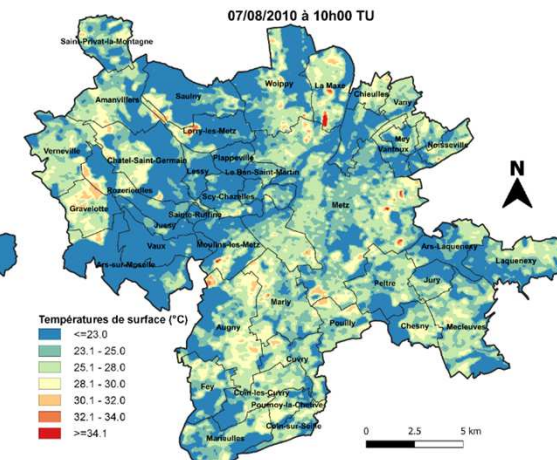 07/08/2010 à 10h00 TU
Saint-Privat-la-Montagne
Woippy
La Maxe
Chieulles
Vany
Saulny
Amanvillers
Lorry-les-Metz
Mey
Vantoux
Noisseville
Verneville
Chatel-Saint-Germain
Plappeville
Lessy
Le Ban-Saint-Martin
N
Rozerieulles
Scy-Chazelles
Metz
Gravelotte
Sainte-Ruffine
Jussy
Vaux
Moulins-les-Metz
Ars-Laquenexy
Laquenexy
Ars-sur-Moselle
Peltre
Jury
Marly
Températures de surface (°C)
<=23.0
23.1 - 25.0
25.1 - 28.0
28.1 - 30.0
30.1 - 32.0
32.1 - 34.0
>=34.1
Augny
Pouilly
Chesny
Mecleuves
Cuvry
Fey
Coin-les-Cuvry
Pournoy-la-Chetive
Coin-sur-Seille
Marieulles
0 2.5 5 km